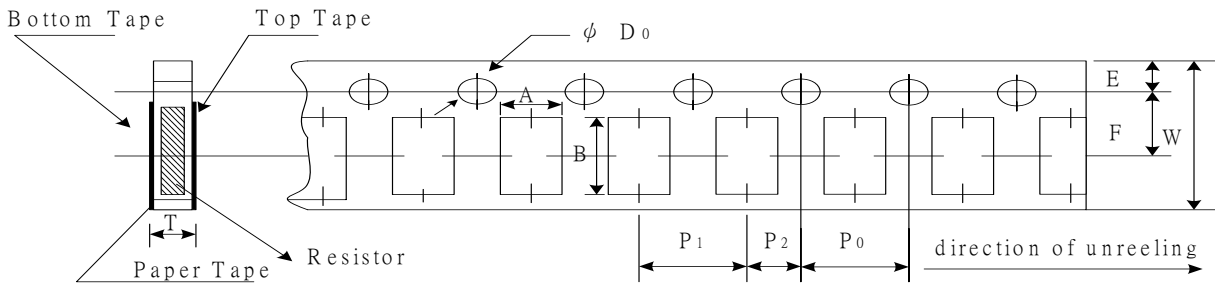 Bottom Tape
Top Tape
ϕ D₀
E
A
F
W
B
T
P₁
P₂
P₀
Resistor
direction of unreeling
Paper Tape